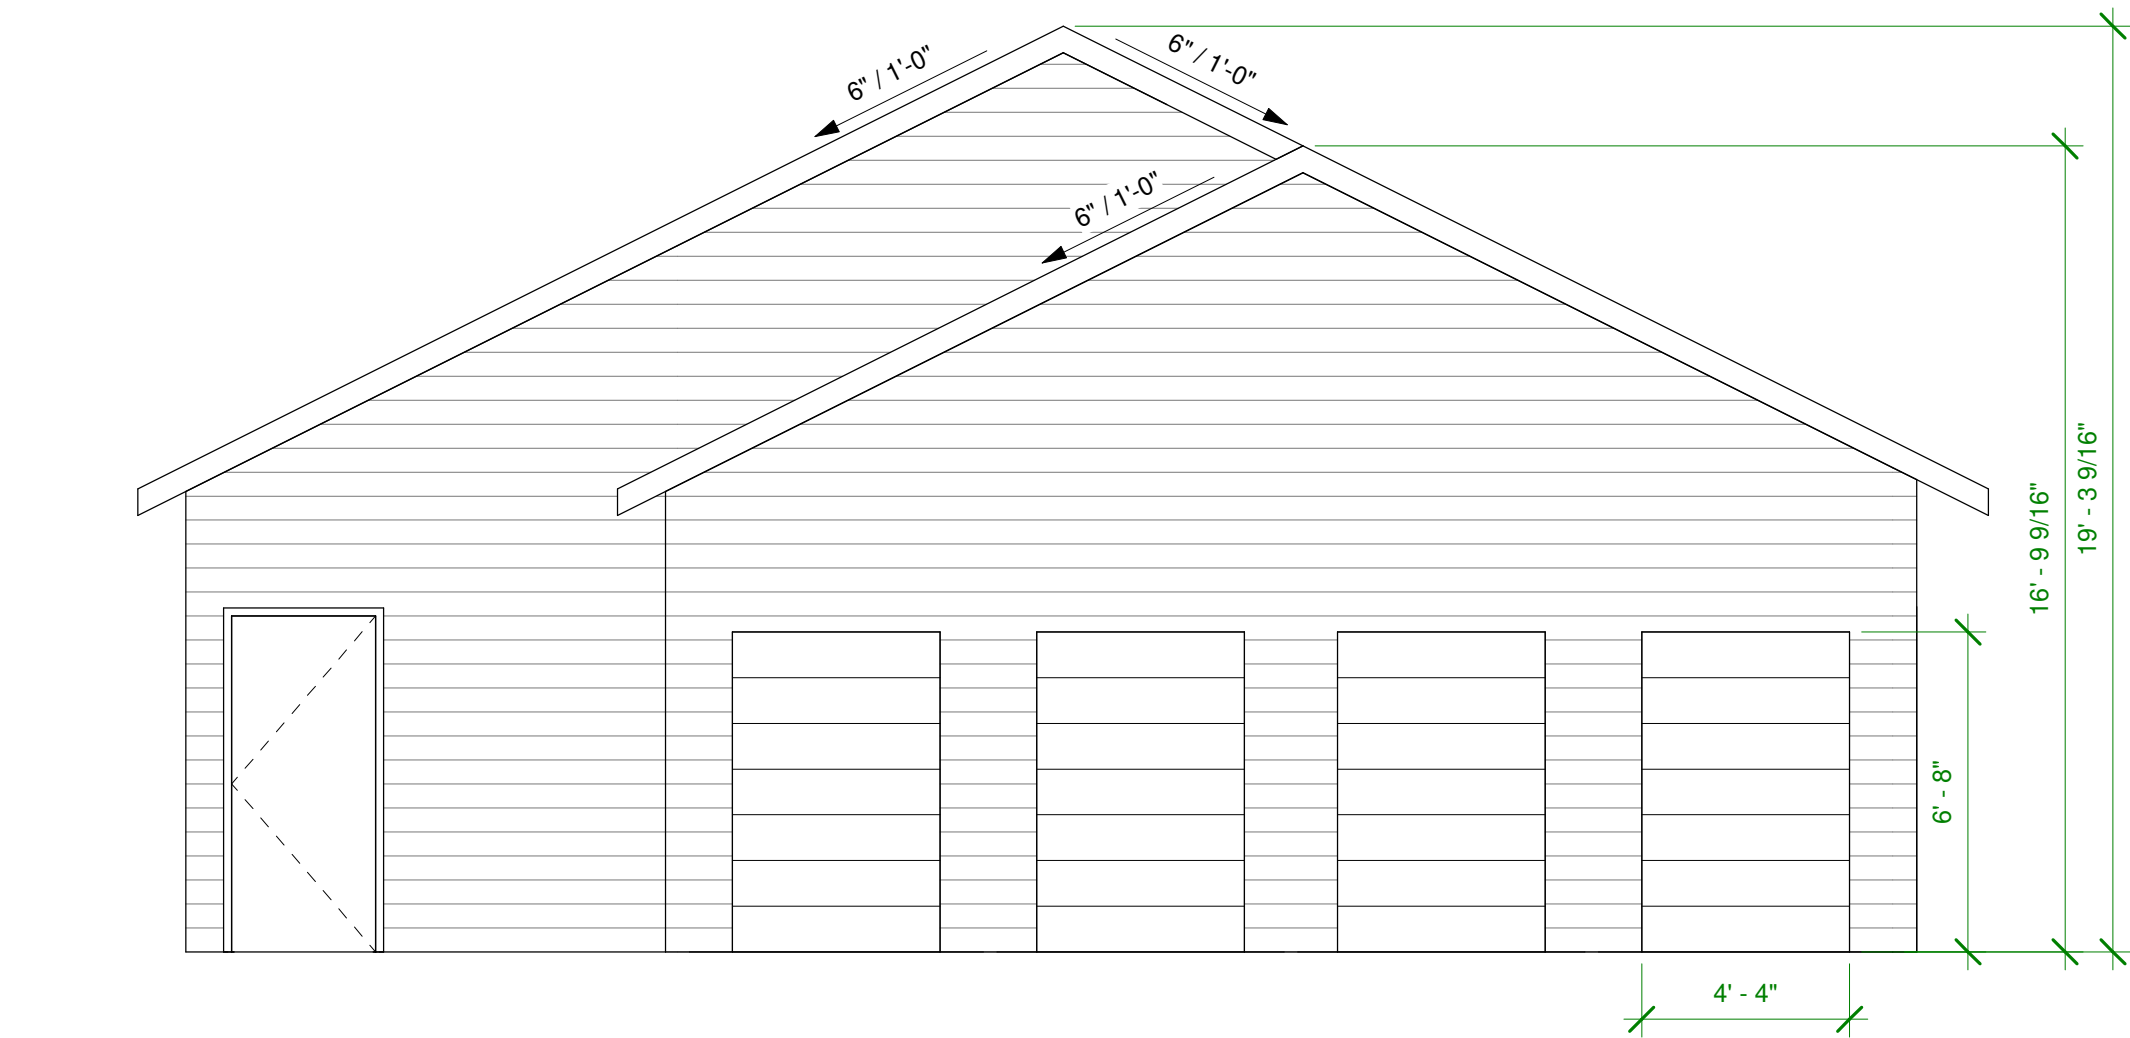 6" / 1'-0"
6" / 1'-0"
6" / 1'-0"
19' - 3 9/16"
16' - 9 9/16"
6' - 8"
4' - 4"